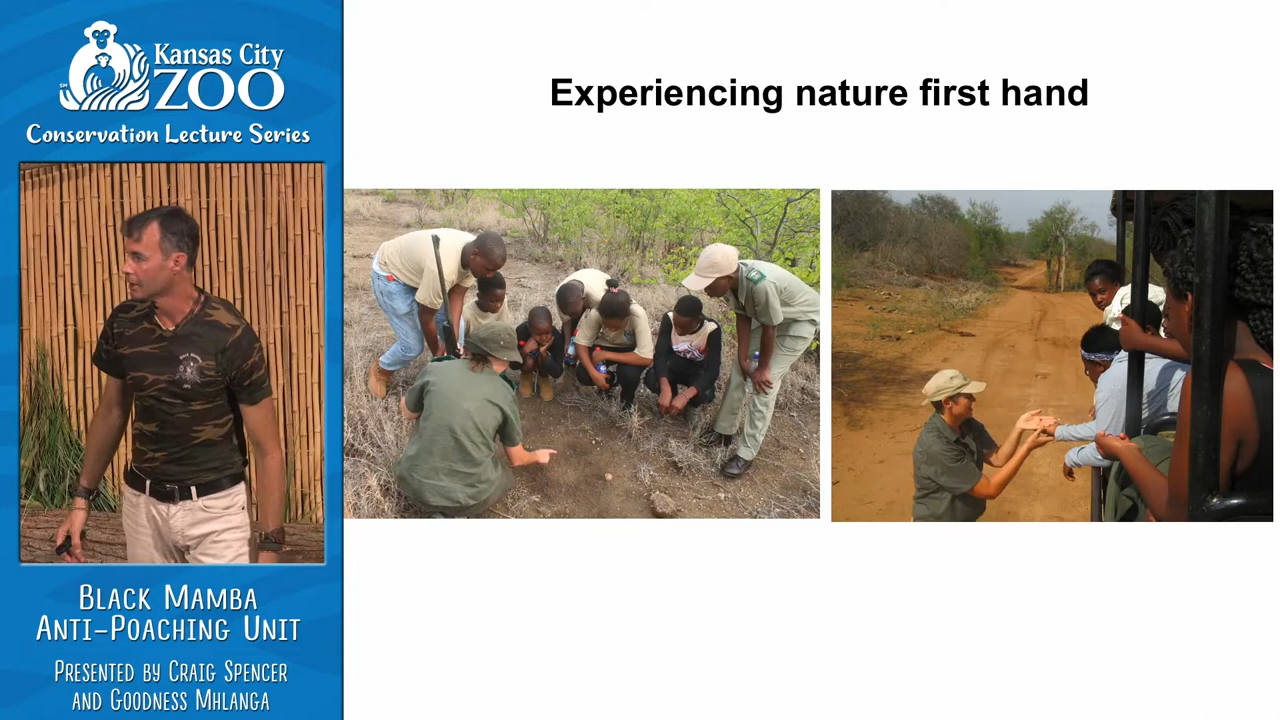 Kansas City
ZOO
SM
Conservation Lecture Series
Experiencing nature first hand
BLACK MAMBA
ANTI-POACHING UNIT
PRESENTED BY CRAIG SPENCER
AND GOODNESS MHLANGA